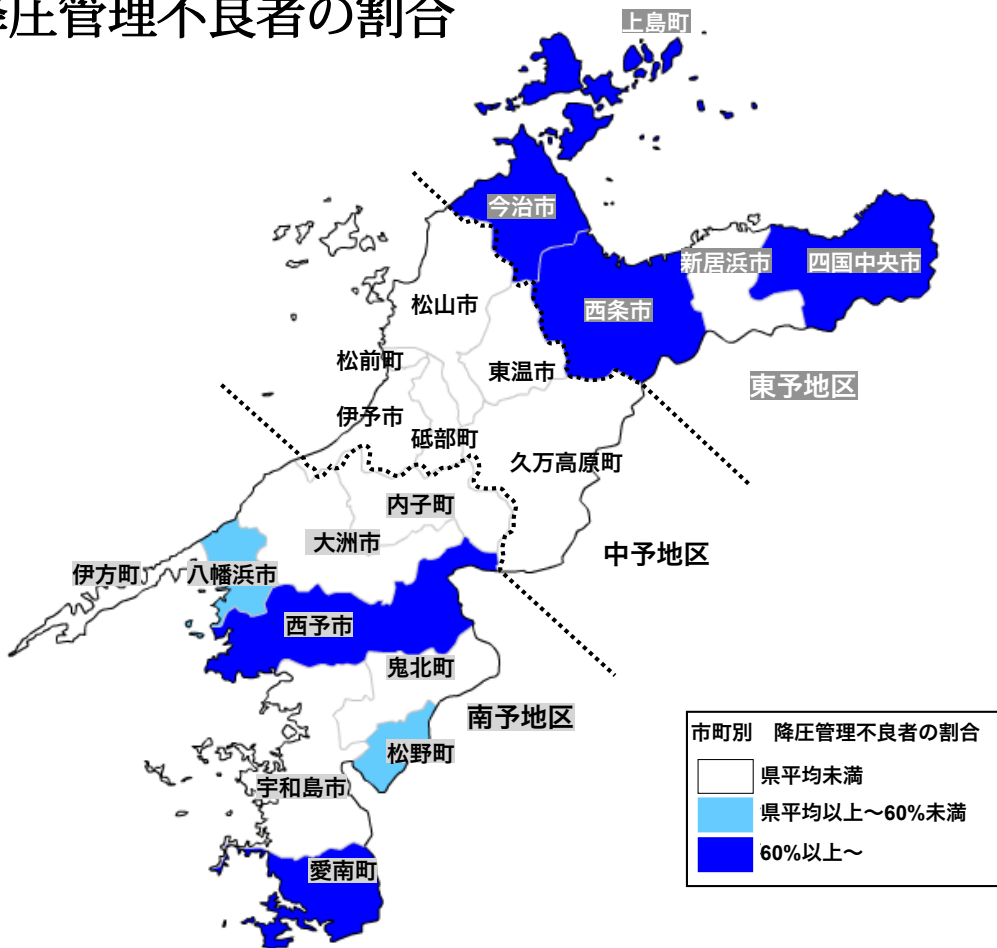 圧管理不良者の割合
上島町
今治市
新居浜市
四国中央市
西条市
松山市
松前町
東温市
東予地区
伊予市
砥部町
久万高原町
内子町
大洲市
中予地区
伊方町
八幡浜市
西予市
鬼北町
南予地区
松野町
宇和島市
愛南町
市町別 降圧管理不良者の割合
県平均未満
県平均以上～60%未満
60%以上～